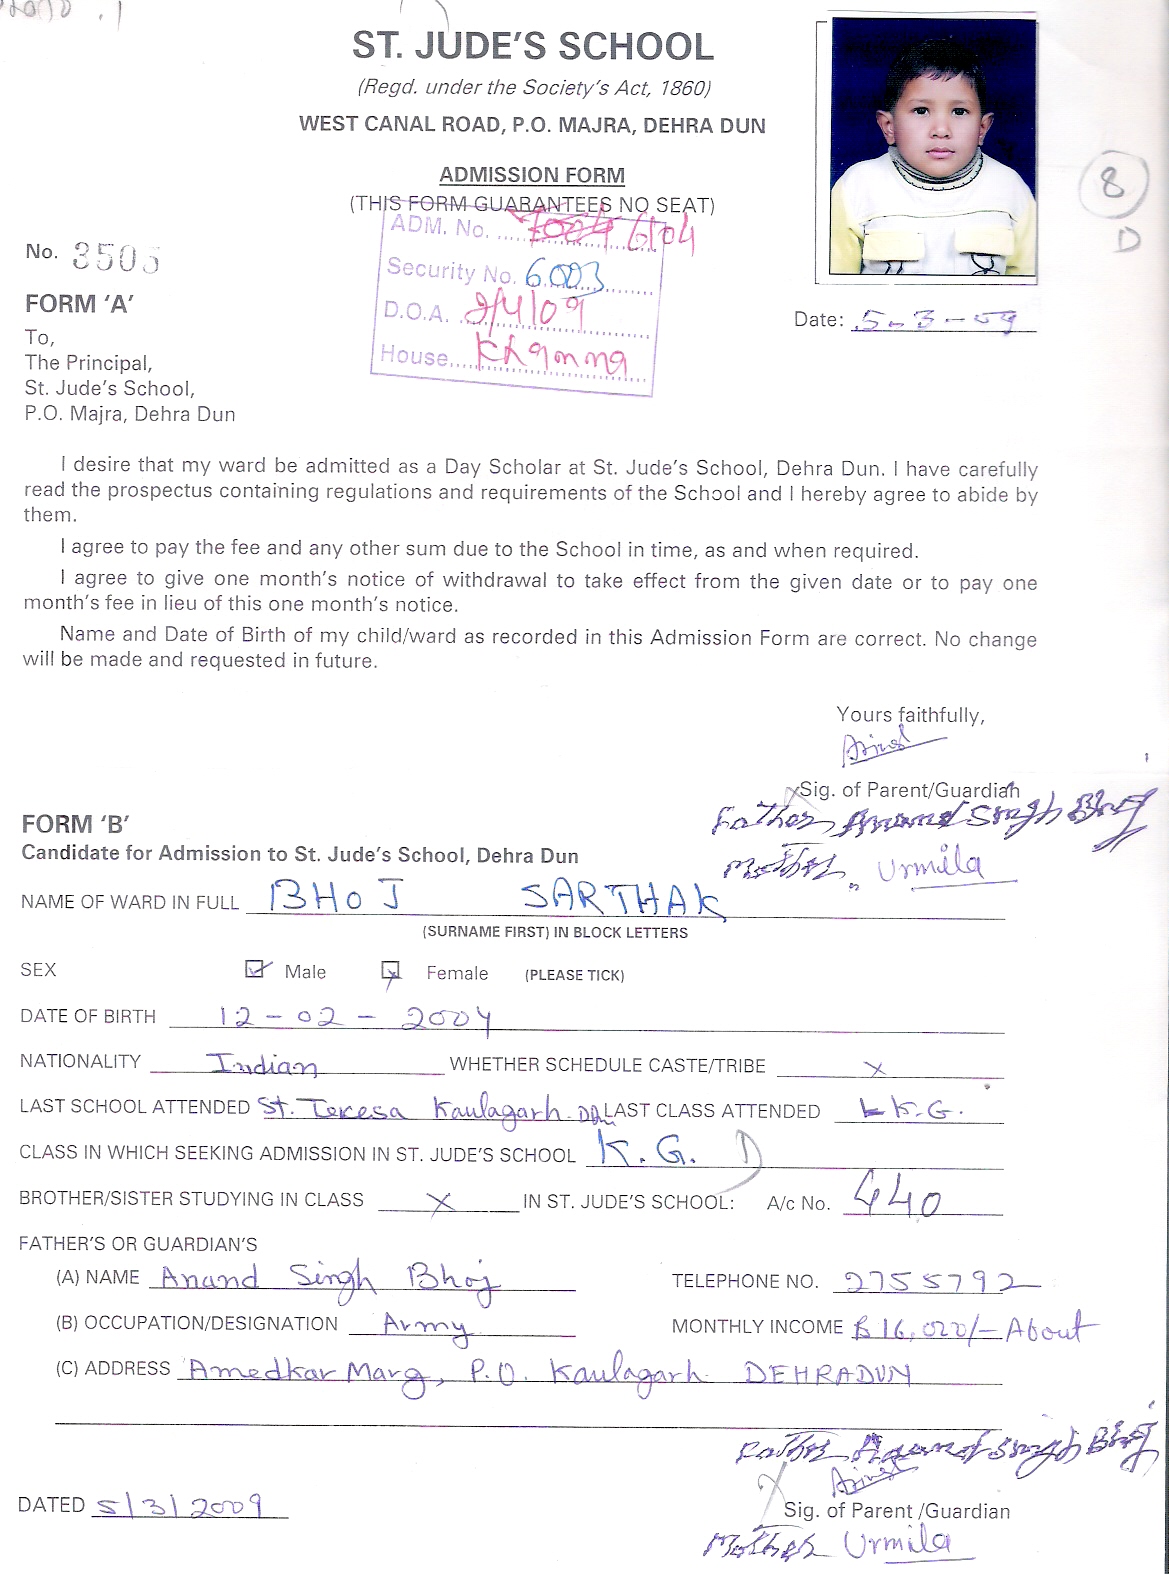 ST. JUDE'S SCHOOL
(Regd. under the Society's Act, 1860)
WEST CANAL ROAD, P.O. MAJRA, DEHRA DUN
ADMISSION FORM
(THIS FORM GUARANTEES NO SEAT)
8
D
ADM. No. 6104
No. 3505
Security No. 6003
D.O.A. 2/4/09
House
FORM 'A'
Date: 5-3-09
To,
The Principal,
St. Jude's School,
P.O. Majra, Dehra Dun
I desire that my ward be admitted as a Day Scholar at St. Jude's School, Dehra Dun. I have carefully
read the prospectus containing regulations and requirements of the School and I hereby agree to abide by
them.
I agree to pay the fee and any other sum due to the School in time, as and when required.
I agree to give one month's notice of withdrawal to take effect from the given date or to pay one
month's fee in lieu of this one month's notice.
Name and Date of Birth of my child/ward as recorded in this Admission Form are correct. No change
will be made and requested in future.
Yours faithfully,
Sig. of Parent/Guardian
Father Anand Singh Bhoj
Mother Urmila
FORM 'B'
Candidate for Admission to St. Jude's School, Dehra Dun
NAME OF WARD IN FULL BHOJ SARTHAK
(SURNAME FIRST) IN BLOCK LETTERS
SEX Male Female (PLEASE TICK)
DATE OF BIRTH 12-02-2004
NATIONALITY Indian WHETHER SCHEDULE CASTE/TRIBE x
LAST SCHOOL ATTENDED St. Teresa Kaulagarh LAST CLASS ATTENDED K.G.
CLASS IN WHICH SEEKING ADMISSION IN ST. JUDE'S SCHOOL K.G. D
BROTHER/SISTER STUDYING IN CLASS x IN ST. JUDE'S SCHOOL: A/c No. 440
FATHER'S OR GUARDIAN'S
(A) NAME Anand Singh Bhoj TELEPHONE NO. 2755792
(B) OCCUPATION/DESIGNATION Army MONTHLY INCOME 16,000/- About
(C) ADDRESS Amedkar Marg, P.O. Kaulagarh DEHRADUN
Father Anand Singh Bhoj
DATED 5/3/2009
Sig. of Parent /Guardian
Mother Urmila